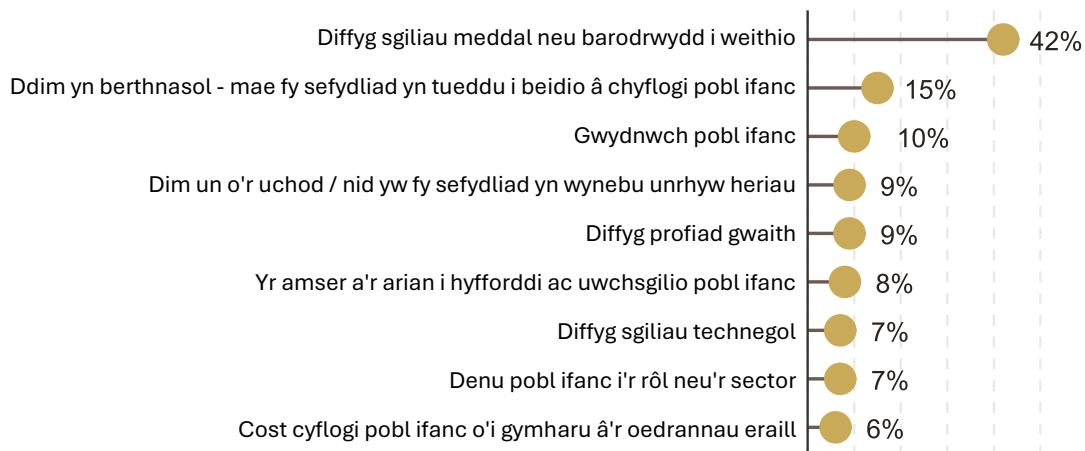 Diffyg sgiliau meddal neu barodrwydd i weithio 42%
Ddim yn berthnasol - mae fy sefydliad yn tueddu i beidio â chyflogi pobl ifanc 15%
Gwydnwch pobl ifanc 10%
Dim un o'r uchod / nid yw fy sefydliad yn wynebu unrhyw heriau 9%
Diffyg profiad gwaith 9%
Yr amser a'r arian i hyfforddi ac uwchsgilio pobl ifanc 8%
Diffyg sgiliau technegol 7%
Denu pobl ifanc i'r rôl neu'r sector 7%
Cost cyflogi pobl ifanc o'i gymharu â'r oedrannau eraill 6%